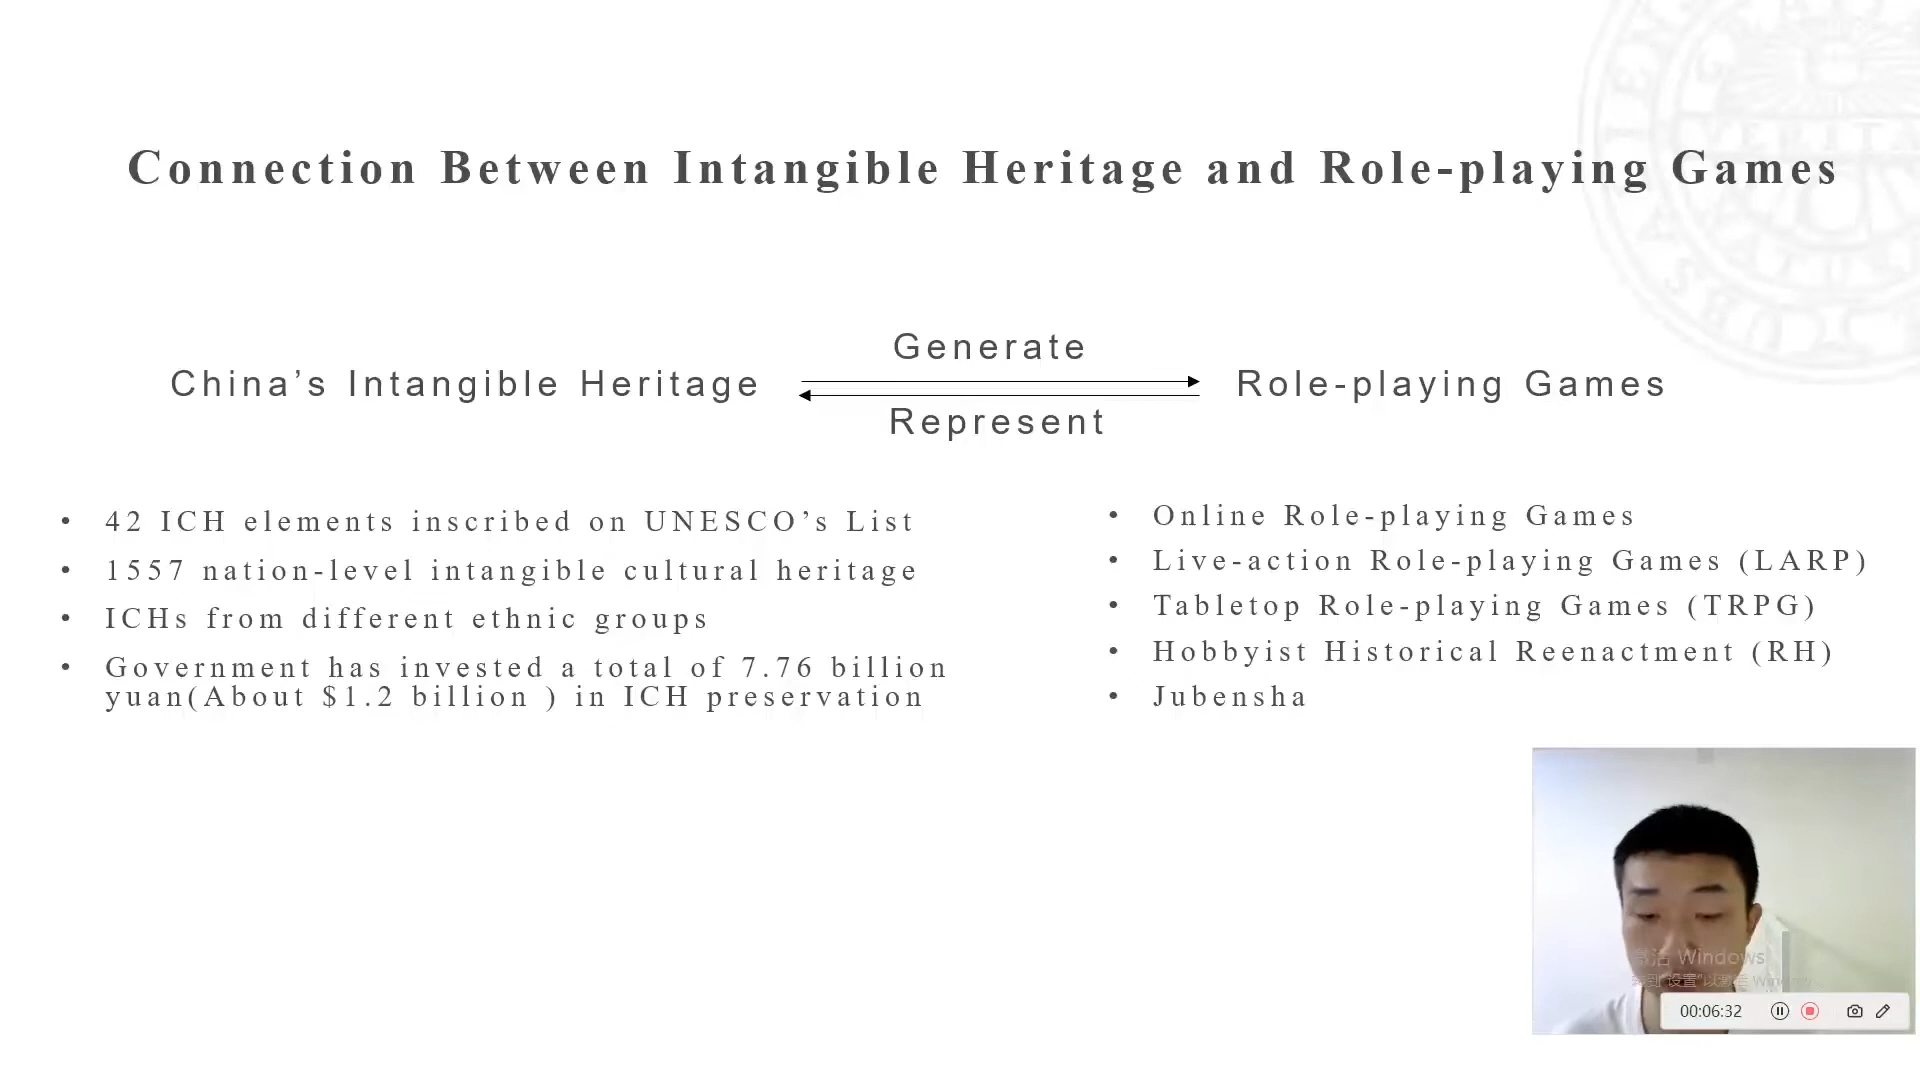 Connection Between Intangible Heritage and Role-playing Games
Generate
China’s Intangible Heritage
Role-playing Games
Represent
• 42 ICH elements inscribed on UNESCO’s List
• 1557 nation-level intangible cultural heritage
• ICHs from different ethnic groups
• Government has invested a total of 7.76 billion
yuan(About $1.2 billion ) in ICH preservation
• Online Role-playing Games
• Live-action Role-playing Games (LARP)
• Tabletop Role-playing Games (TRPG)
• Hobbyist Historical Reenactment (RH)
• Jubensha
Windows
00:06:32